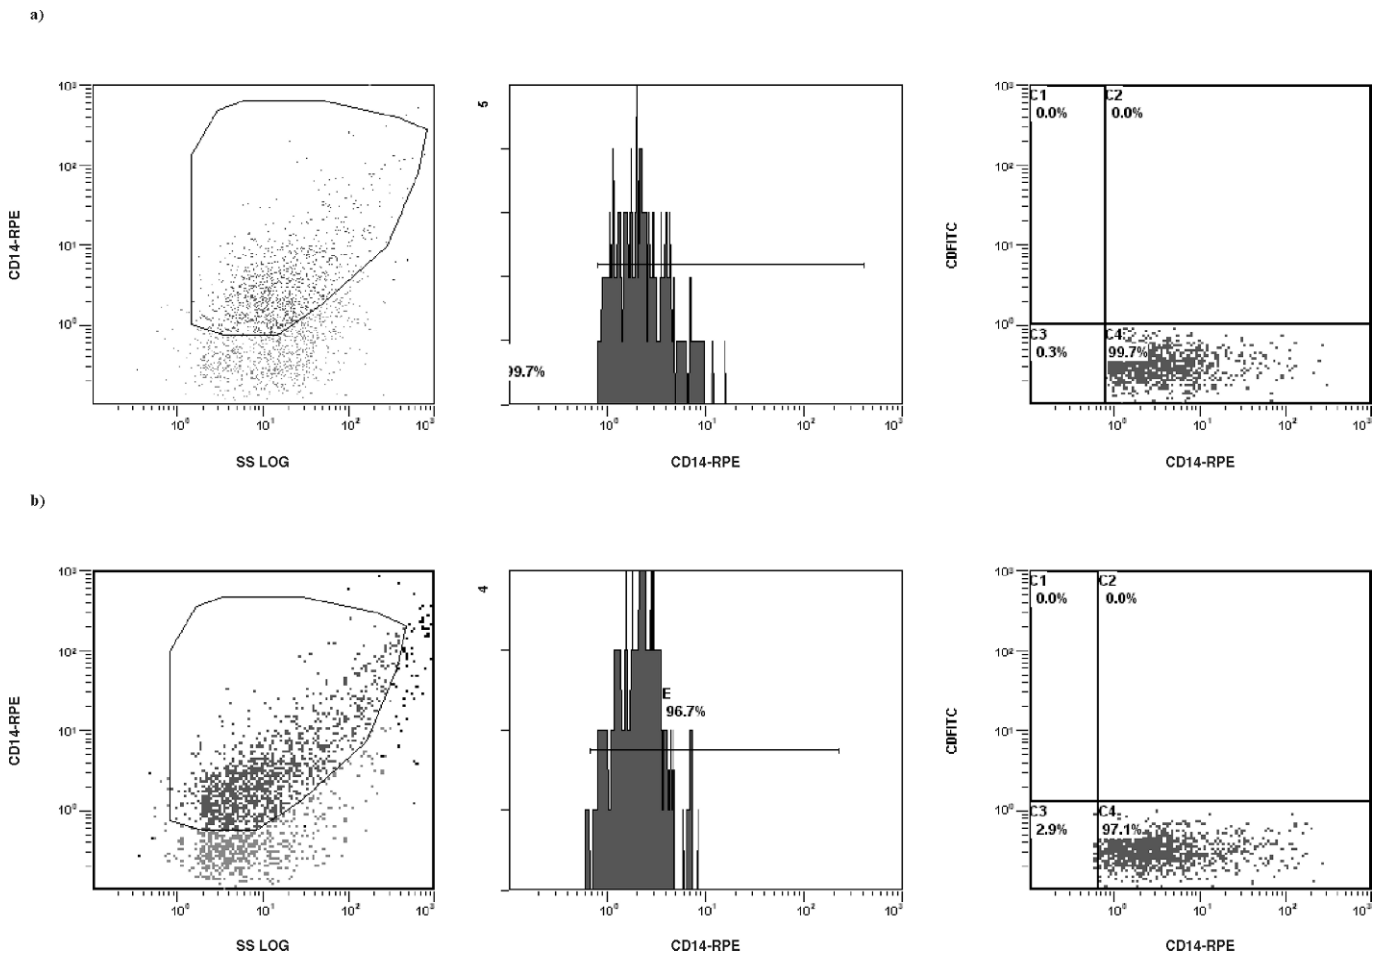 a)
10³
10²
10¹
10⁰
CD14-RPE
10⁰ 10¹ 10² 10³
SS LOG
5
99.7%
10⁰ 10¹ 10² 10³
CD14-RPE
10³
10²
10¹
10⁰
CDFITC
C1
0.0%
C2
0.0%
C3
0.3%
C4
99.7%
10⁰ 10¹ 10² 10³
CD14-RPE
b)
10³
10²
10¹
10⁰
CD14-RPE
10⁰ 10¹ 10² 10³
SS LOG
4
E
96.7%
10⁰ 10¹ 10² 10³
CD14-RPE
10³
10²
10¹
10⁰
CDFITC
C1
0.0%
C2
0.0%
C3
2.9%
C4
97.1%
10⁰ 10¹ 10² 10³
CD14-RPE